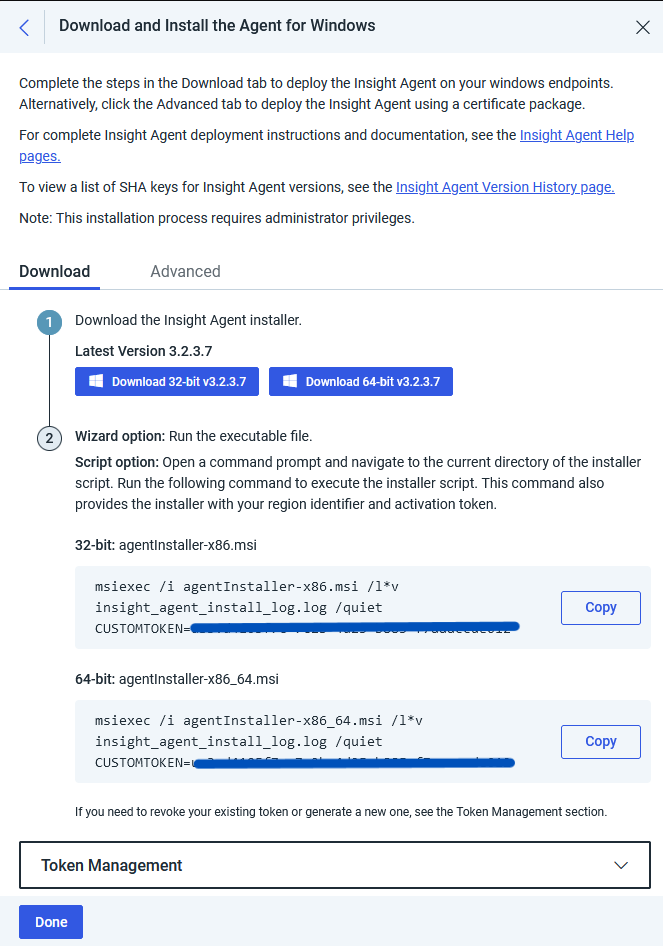 Download and Install the Agent for Windows
Complete the steps in the Download tab to deploy the Insight Agent on your windows endpoints.
Alternatively, click the Advanced tab to deploy the Insight Agent using a certificate package.
For complete Insight Agent deployment instructions and documentation, see the Insight Agent Help
pages.
To view a list of SHA keys for Insight Agent versions, see the Insight Agent Version History page.
Note: This installation process requires administrator privileges.
Download
Advanced
1
Download the Insight Agent installer.
Latest Version 3.2.3.7
Download 32-bit v3.2.3.7
Download 64-bit v3.2.3.7
2
Wizard option: Run the executable file.
Script option: Open a command prompt and navigate to the current directory of the installer
script. Run the following command to execute the installer script. This command also
provides the installer with your region identifier and activation token.
32-bit: agentInstaller-x86.msi
msiexec /i agentInstaller-x86.msi /l*v
insight_agent_install_log.log /quiet
CUSTOMTOKEN=
Copy
64-bit: agentInstaller-x86_64.msi
msiexec /i agentInstaller-x86_64.msi /l*v
insight_agent_install_log.log /quiet
CUSTOMTOKEN=
Copy
If you need to revoke your existing token or generate a new one, see the Token Management section.
Token Management
Done